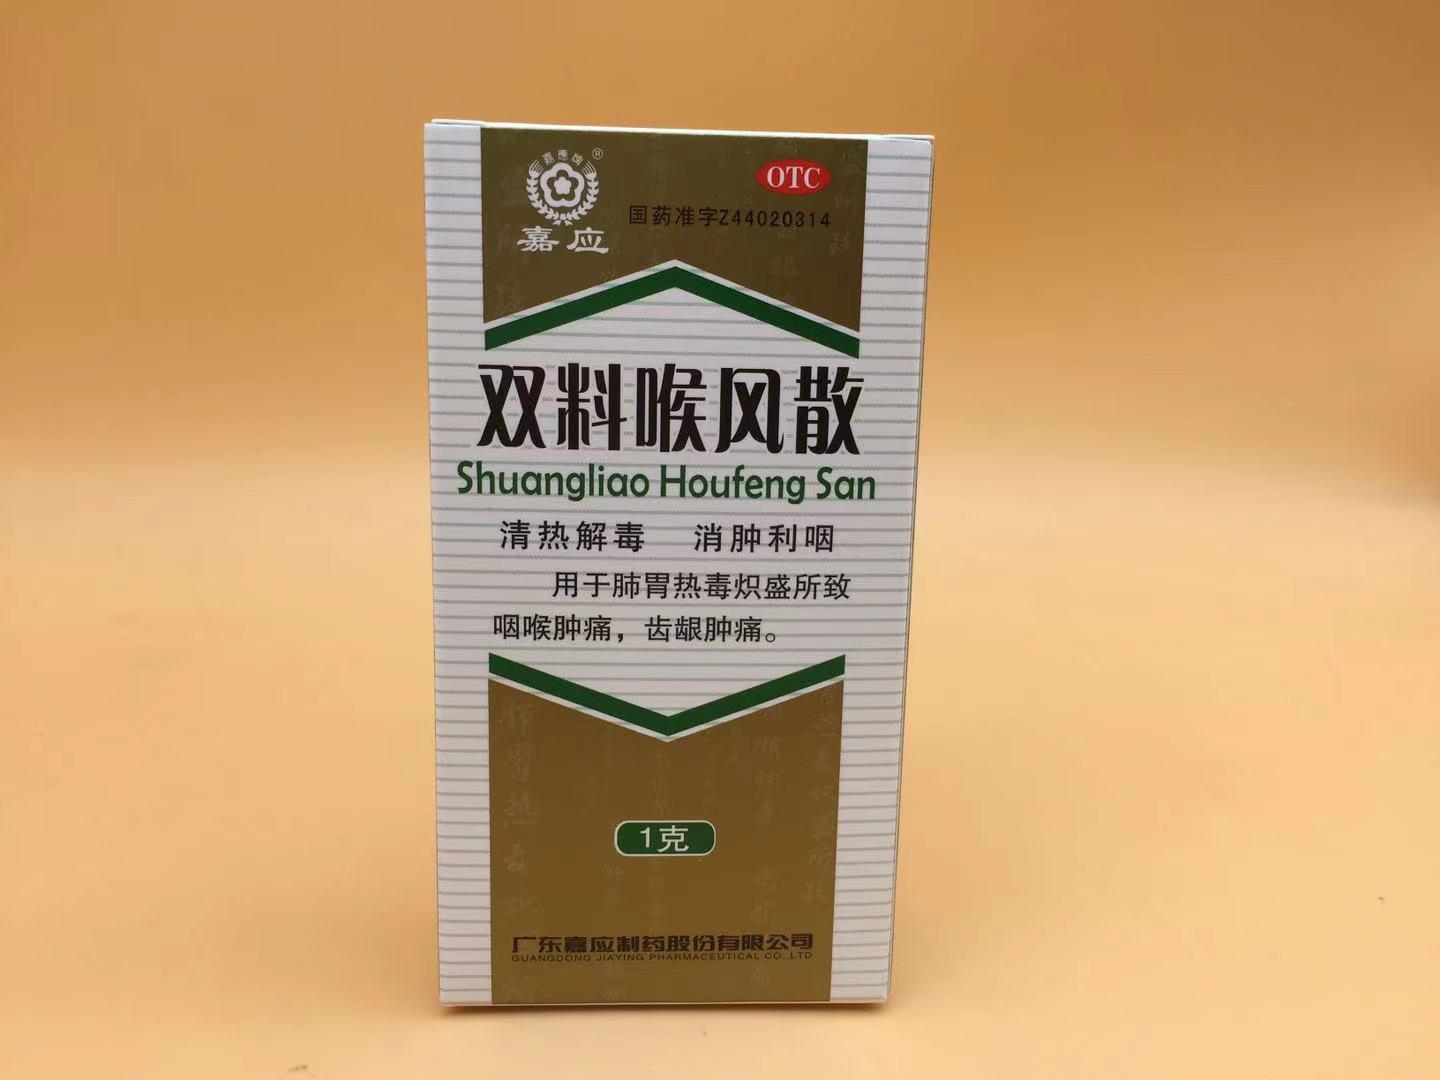 嘉應牌®
OTC
国药准字Z44020314
嘉应
双料喉风散
Shuangliao Houfeng San
清热解毒 消肿利咽
用于肺胃热毒炽盛所致
咽喉肿痛，齿龈肿痛。
1克
广东嘉应制药股份有限公司
GUANGDONG JIAYING PHARMACEUTICAL CO.,LTD